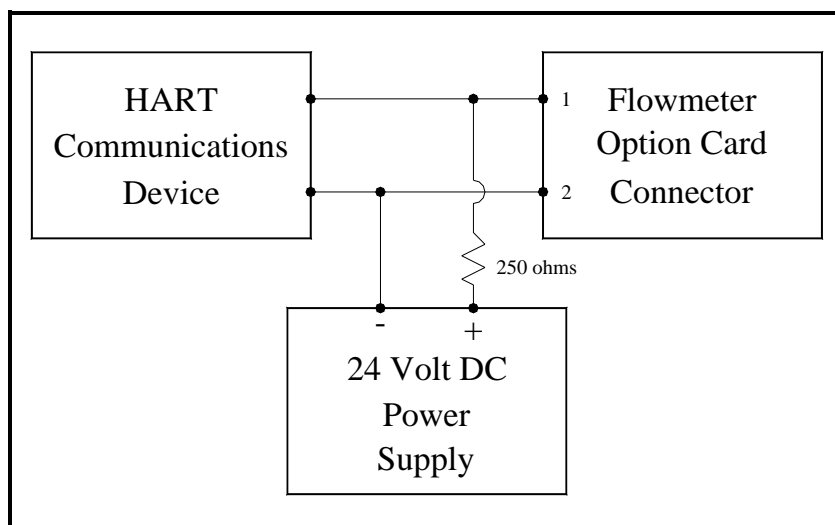 HART
Communications
Device
1
2
Flowmeter
Option Card
Connector
250 ohms
-
+
24 Volt DC
Power
Supply